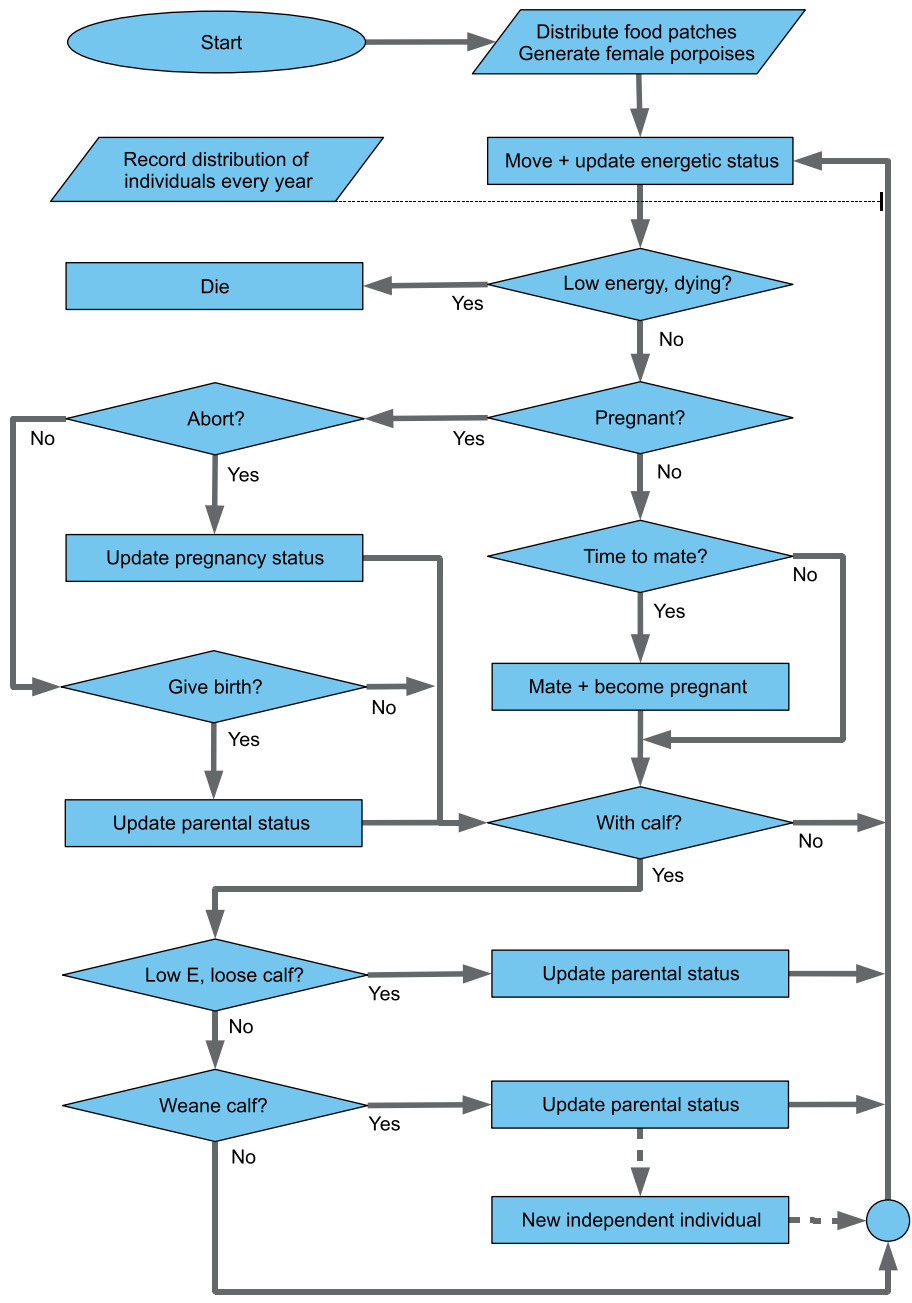 Start
Distribute food patches
Generate female porpoises
Record distribution of
individuals every year
Move + update energetic status
Low energy, dying?
Die
Yes
No
Abort?
Pregnant?
No
Yes
Yes
No
Update pregnancy status
Time to mate?
No
Yes
Give birth?
No
Mate + become pregnant
Yes
Update parental status
With calf?
No
Yes
Low E, loose calf?
Yes
Update parental status
No
Weane calf?
Yes
Update parental status
No
New independent individual